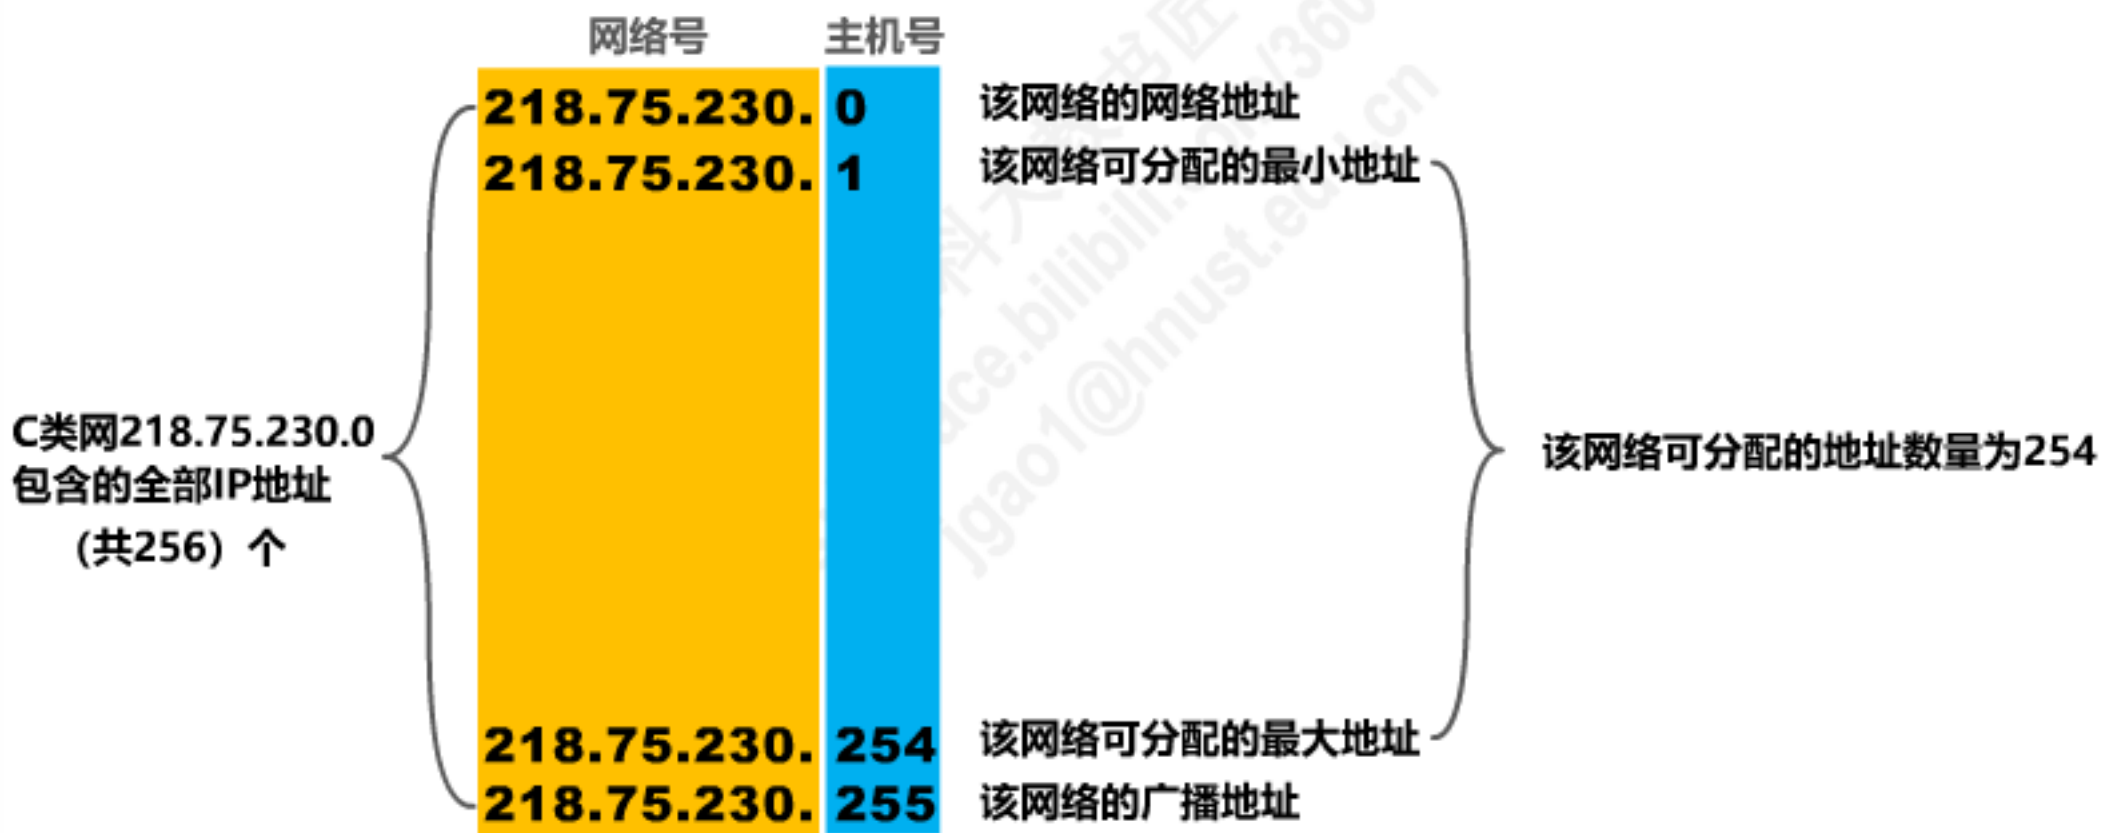 网络号 主机号
218.75.230. 0 该网络的网络地址
218.75.230. 1 该网络可分配的最小地址
C类网218.75.230.0
包含的全部IP地址
（共256）个
该网络可分配的地址数量为254
218.75.230. 254 该网络可分配的最大地址
218.75.230. 255 该网络的广播地址
jgao1@hnust.edu.cn